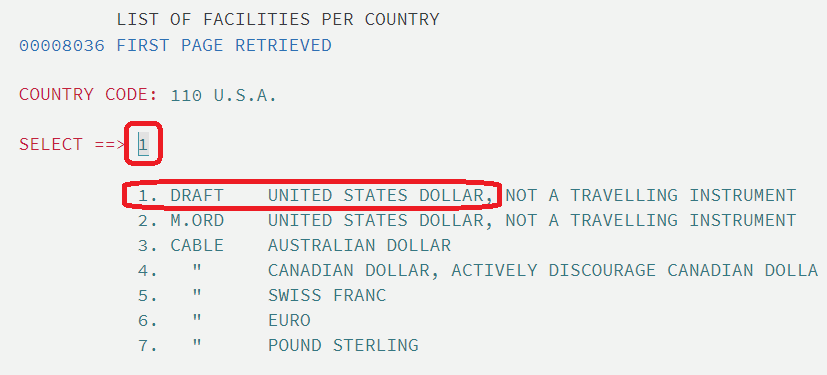 LIST OF FACILITIES PER COUNTRY
00008036 FIRST PAGE RETRIEVED
COUNTRY CODE: 110 U.S.A.
SELECT ==> 1
1. DRAFT UNITED STATES DOLLAR, NOT A TRAVELLING INSTRUMENT
2. M.ORD UNITED STATES DOLLAR, NOT A TRAVELLING INSTRUMENT
3. CABLE AUSTRALIAN DOLLAR
4. " CANADIAN DOLLAR, ACTIVELY DISCOURAGE CANADIAN DOLLA
5. " SWISS FRANC
6. " EURO
7. " POUND STERLING